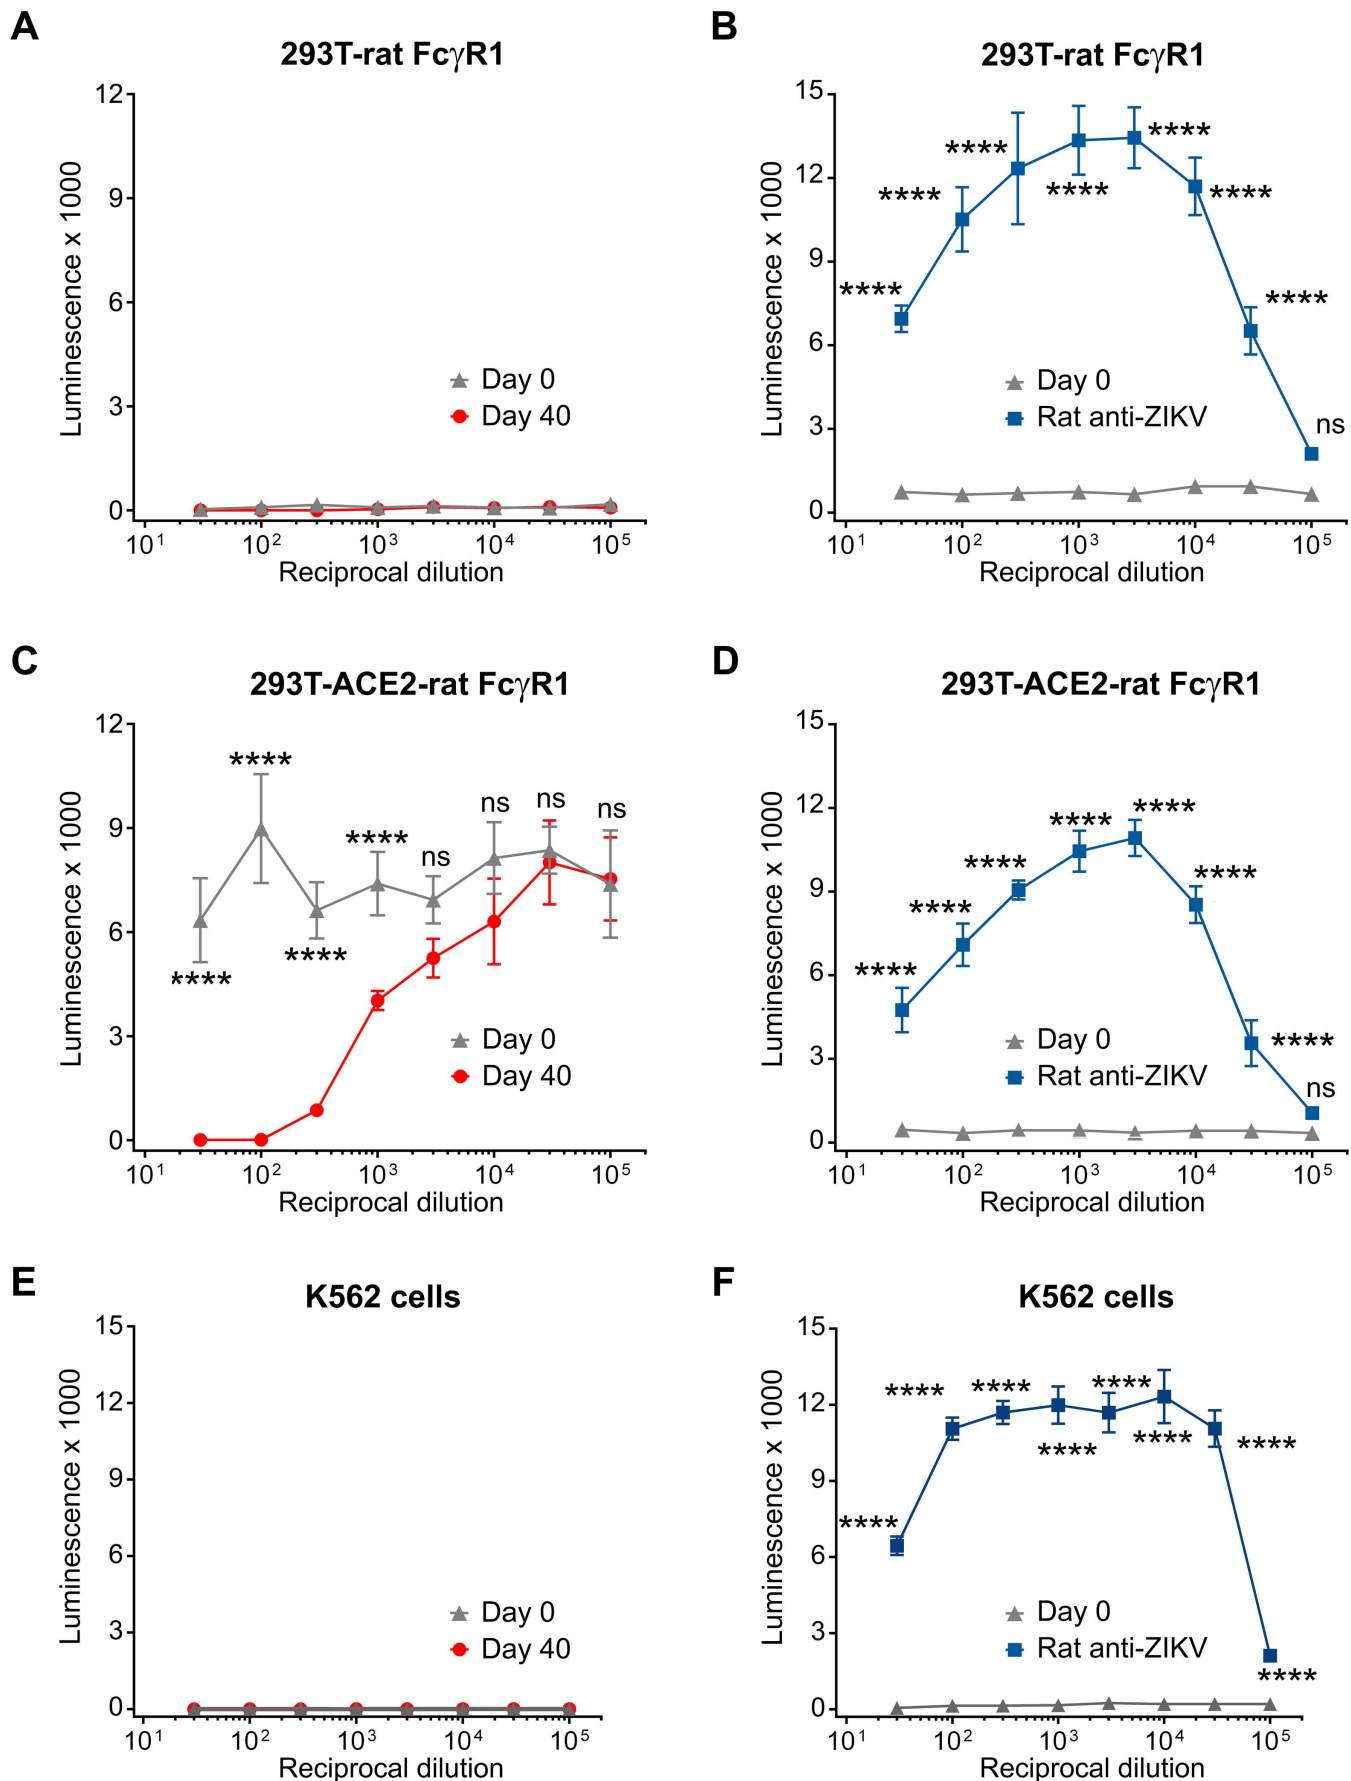 A
293T-rat FcγR1
Luminescence x 1000
12
9
6
3
0
Day 0
Day 40
10¹ 10² 10³ 10⁴ 10⁵
Reciprocal dilution
B
293T-rat FcγR1
Luminescence x 1000
15
12
9
6
3
0
****
****
****
****
****
****
****
ns
Day 0
Rat anti-ZIKV
10¹ 10² 10³ 10⁴ 10⁵
Reciprocal dilution
C
293T-ACE2-rat FcγR1
Luminescence x 1000
12
9
6
3
0
****
****
****
****
ns
ns
ns
ns
Day 0
Day 40
10¹ 10² 10³ 10⁴ 10⁵
Reciprocal dilution
D
293T-ACE2-rat FcγR1
Luminescence x 1000
15
12
9
6
3
0
****
****
****
****
****
****
****
ns
Day 0
Rat anti-ZIKV
10¹ 10² 10³ 10⁴ 10⁵
Reciprocal dilution
E
K562 cells
Luminescence x 1000
15
12
9
6
3
0
Day 0
Day 40
10¹ 10² 10³ 10⁴ 10⁵
Reciprocal dilution
F
K562 cells
Luminescence x 1000
15
12
9
6
3
0
****
****
****
****
****
****
****
****
Day 0
Rat anti-ZIKV
10¹ 10² 10³ 10⁴ 10⁵
Reciprocal dilution